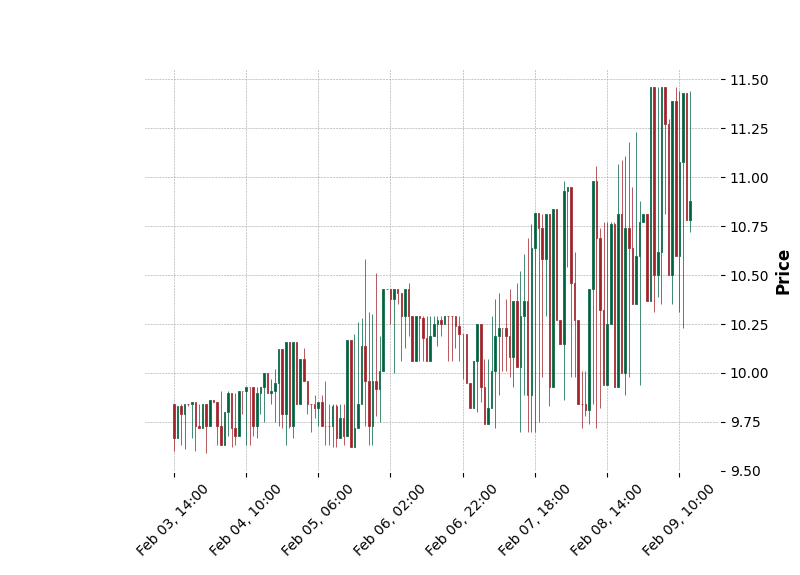 11.50
11.25
11.00
10.75
10.50
10.25
10.00
9.75
9.50
Price
Feb 03, 14:00
Feb 04, 10:00
Feb 05, 06:00
Feb 06, 02:00
Feb 06, 22:00
Feb 07, 18:00
Feb 08, 14:00
Feb 09, 10:00